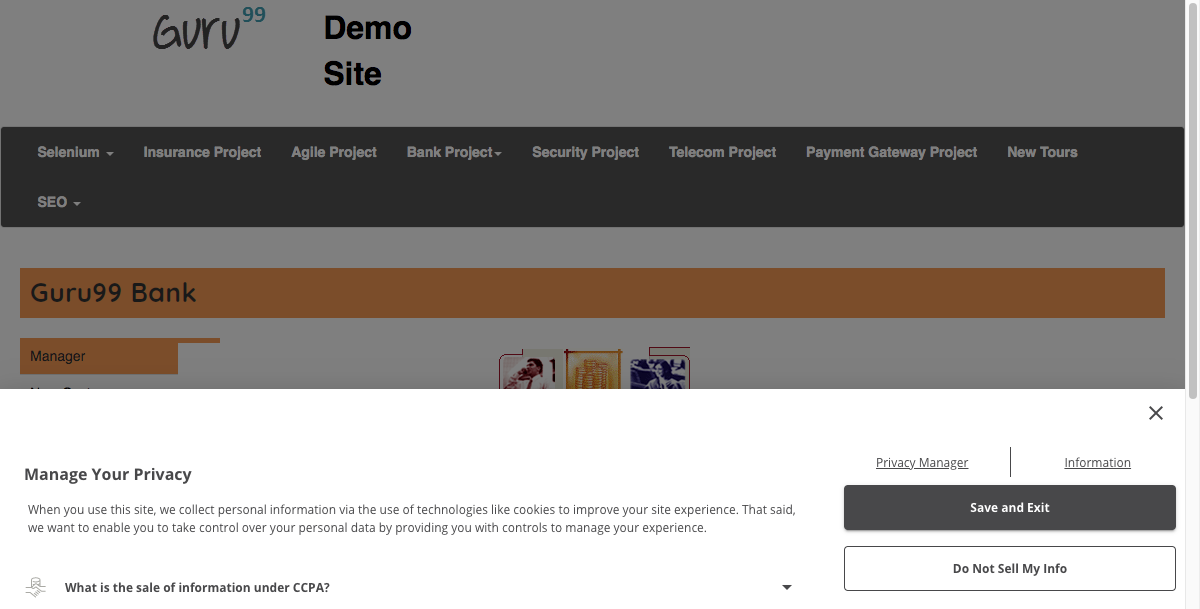 Guru99
Demo
Site
Selenium
Insurance Project
Agile Project
Bank Project
Security Project
Telecom Project
Payment Gateway Project
New Tours
SEO
Guru99 Bank
Manager
Manage Your Privacy
When you use this site, we collect personal information via the use of technologies like cookies to improve your site experience. That said,
we want to enable you to take control over your personal data by providing you with controls to manage your experience.
What is the sale of information under CCPA?
Privacy Manager
Information
Save and Exit
Do Not Sell My Info